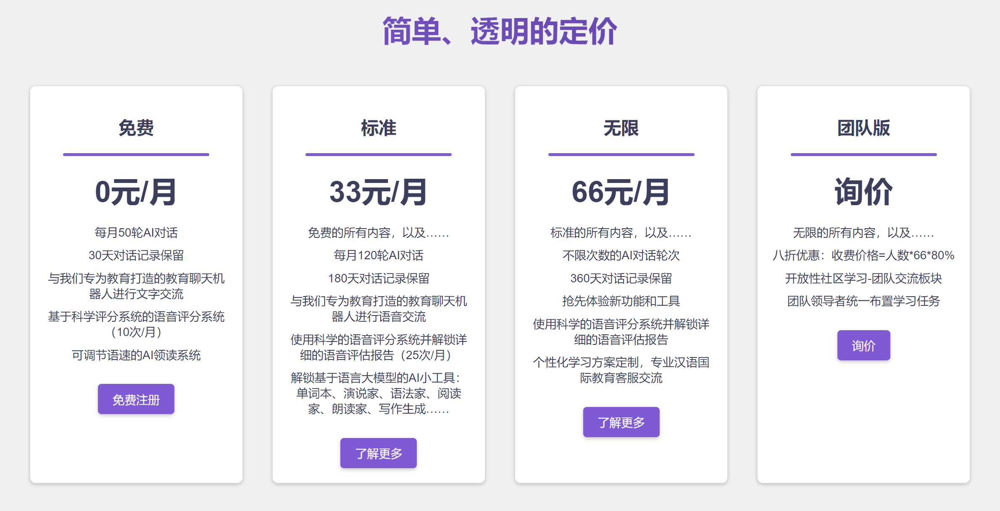 简单、透明的定价
免费
0元/月
每月50轮AI对话
30天对话记录保留
与我们专为教育打造的教育聊天机
器人进行文字交流
基于科学评分系统的语音评分系统
（10次/月）
可调节语速的AI领读系统
免费注册
标准
33元/月
免费的所有内容，以及……
每月120轮AI对话
180天对话记录保留
与我们专为教育打造的教育聊天机
器人进行语音交流
使用科学的语音评分系统并解锁详
细的语音评估报告（25次/月）
解锁基于语言大模型的AI小工具：
单词本、演说家、语法家、阅读
家、朗读家、写作生成……
了解更多
无限
66元/月
标准的所有内容，以及……
不限次数的AI对话轮次
360天对话记录保留
抢先体验新功能和工具
使用科学的语音评分系统并解锁详
细的语音评估报告
个性化学习方案定制，专业汉语国
际教育客服交流
了解更多
团队版
询价
无限的所有内容，以及……
八折优惠：收费价格=人数*66*80%
开放性社区学习-团队交流板块
团队领导者统一布置学习任务
询价